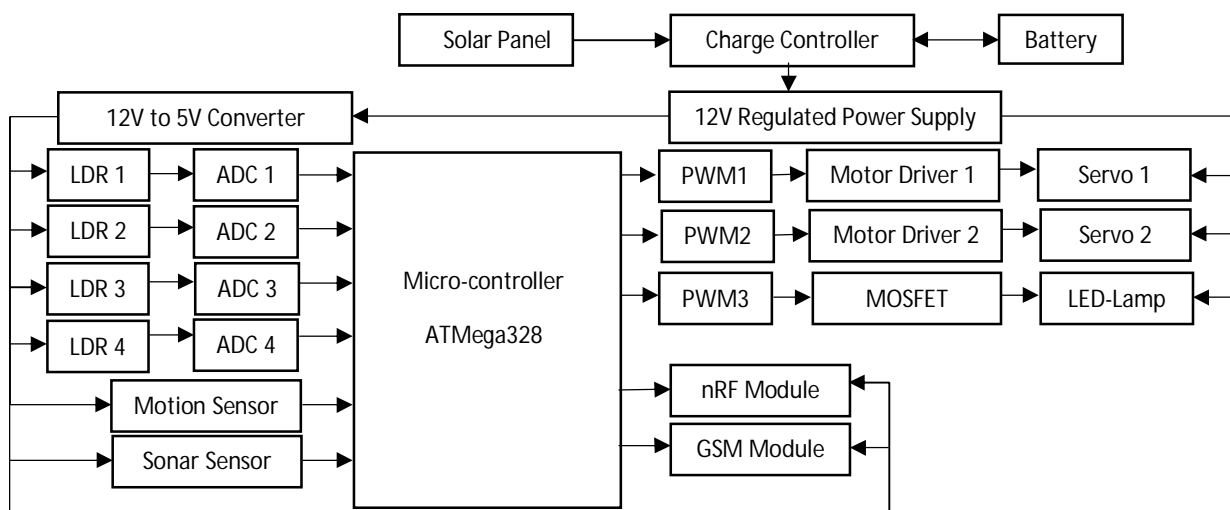 Solar Panel
Charge Controller
Battery
12V to 5V Converter
12V Regulated Power Supply
LDR 1
ADC 1
PWM1
Motor Driver 1
Servo 1
LDR 2
ADC 2
PWM2
Motor Driver 2
Servo 2
LDR 3
ADC 3
Micro-controller
ATMega328
PWM3
MOSFET
LED-Lamp
LDR 4
ADC 4
Motion Sensor
nRF Module
Sonar Sensor
GSM Module